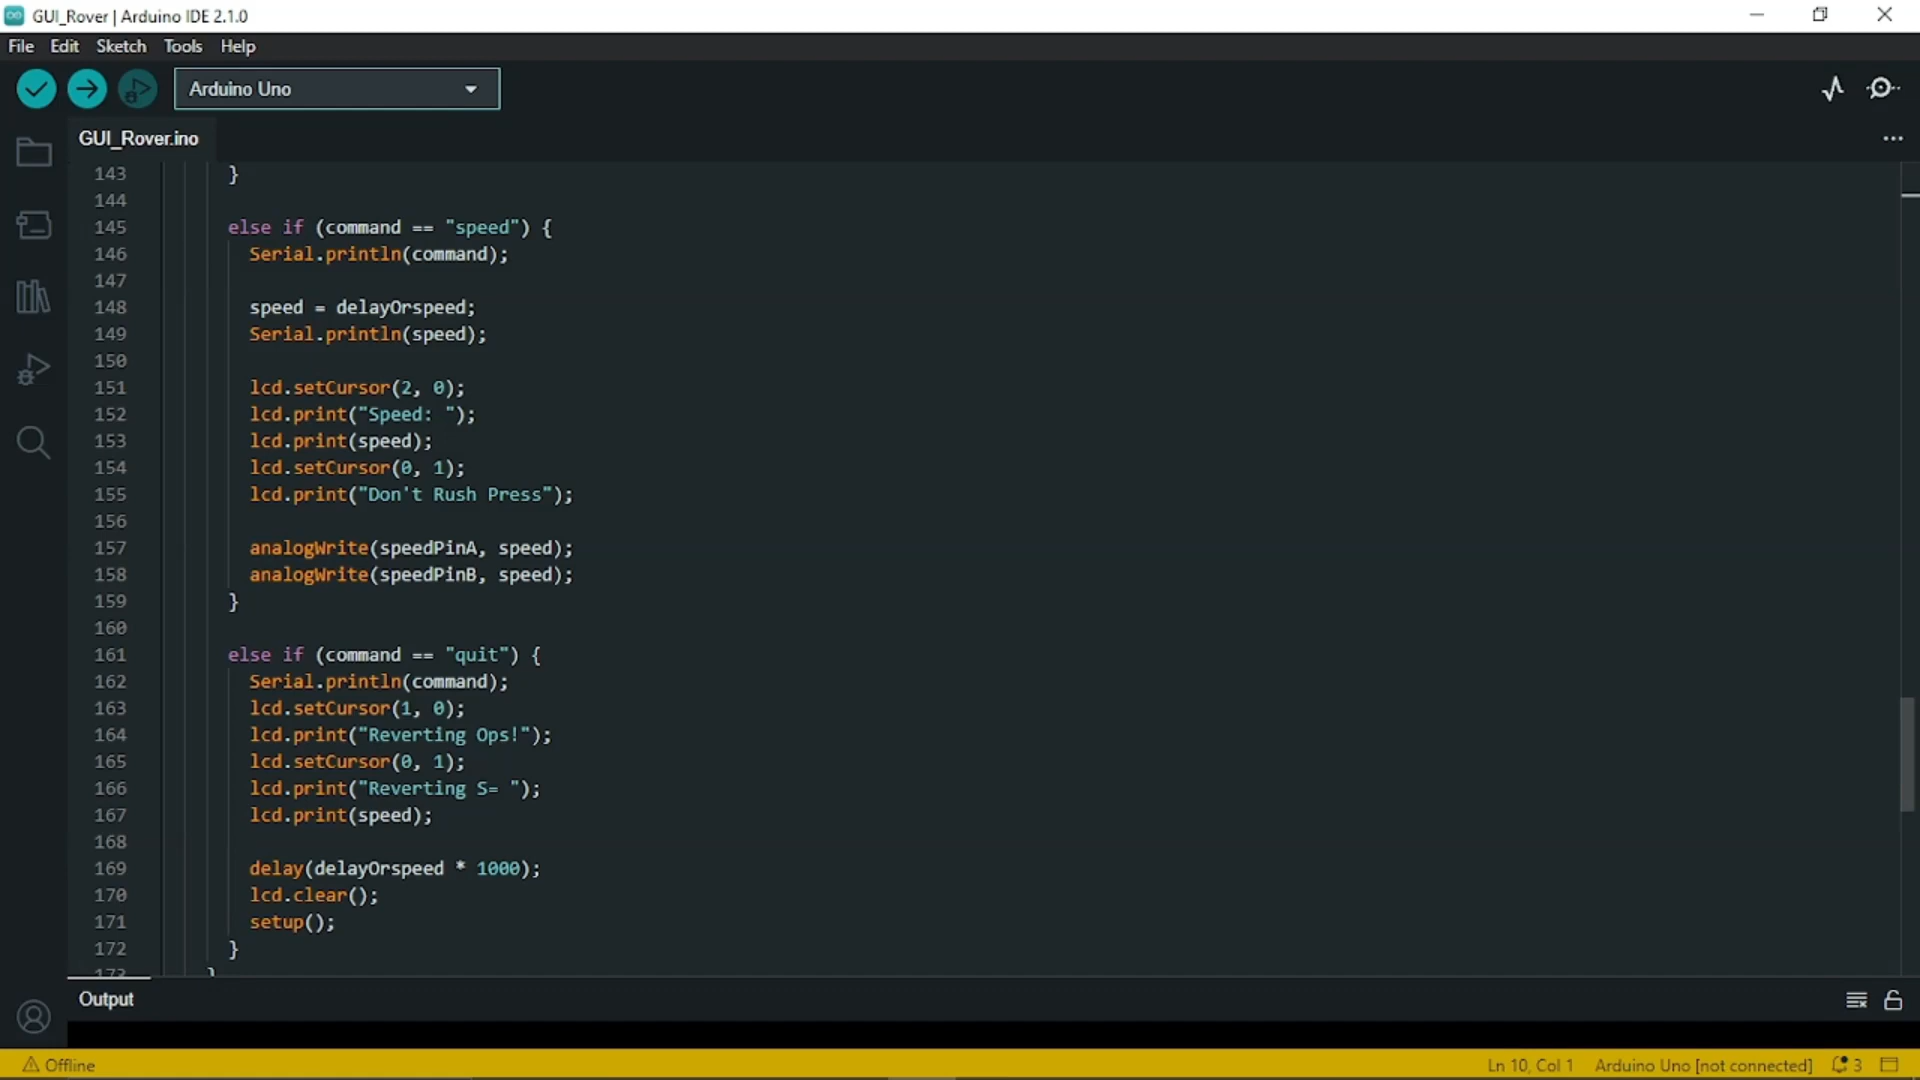 GUI_Rover | Arduino IDE 2.1.0
File Edit Sketch Tools Help
Arduino Uno
GUI_Rover.ino
143 }
144
145 else if (command == "speed") {
146 Serial.println(command);
147
148 speed = delayOrspeed;
149 Serial.println(speed);
150
151 lcd.setCursor(2, 0);
152 lcd.print("Speed: ");
153 lcd.print(speed);
154 lcd.setCursor(0, 1);
155 lcd.print("Don't Rush Press");
156
157 analogWrite(speedPinA, speed);
158 analogWrite(speedPinB, speed);
159 }
160
161 else if (command == "quit") {
162 Serial.println(command);
163 lcd.setCursor(1, 0);
164 lcd.print("Reverting Ops!");
165 lcd.setCursor(0, 1);
166 lcd.print("Reverting S= ");
167 lcd.print(speed);
168
169 delay(delayOrspeed * 1000);
170 lcd.clear();
171 setup();
172 }
173 }
Output
Offline
Ln 10, Col 1 Arduino Uno [not connected] 3